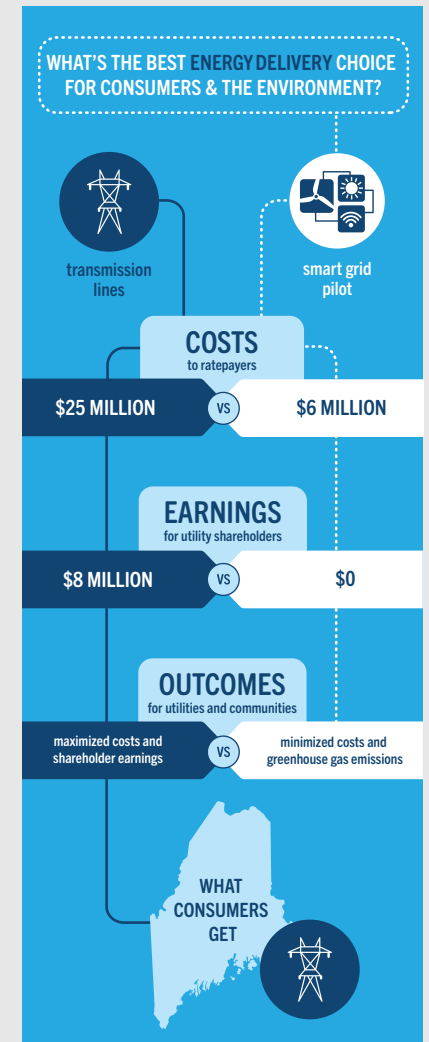 WHAT'S THE BEST ENERGY DELIVERY CHOICE
FOR CONSUMERS & THE ENVIRONMENT?
transmission
lines
smart grid
pilot
COSTS
to ratepayers
$25 MILLION
VS
$6 MILLION
EARNINGS
for utility shareholders
$8 MILLION
VS
$0
OUTCOMES
for utilities and communities
maximized costs and
shareholder earnings
VS
minimized costs and
greenhouse gas emissions
WHAT
CONSUMERS
GET